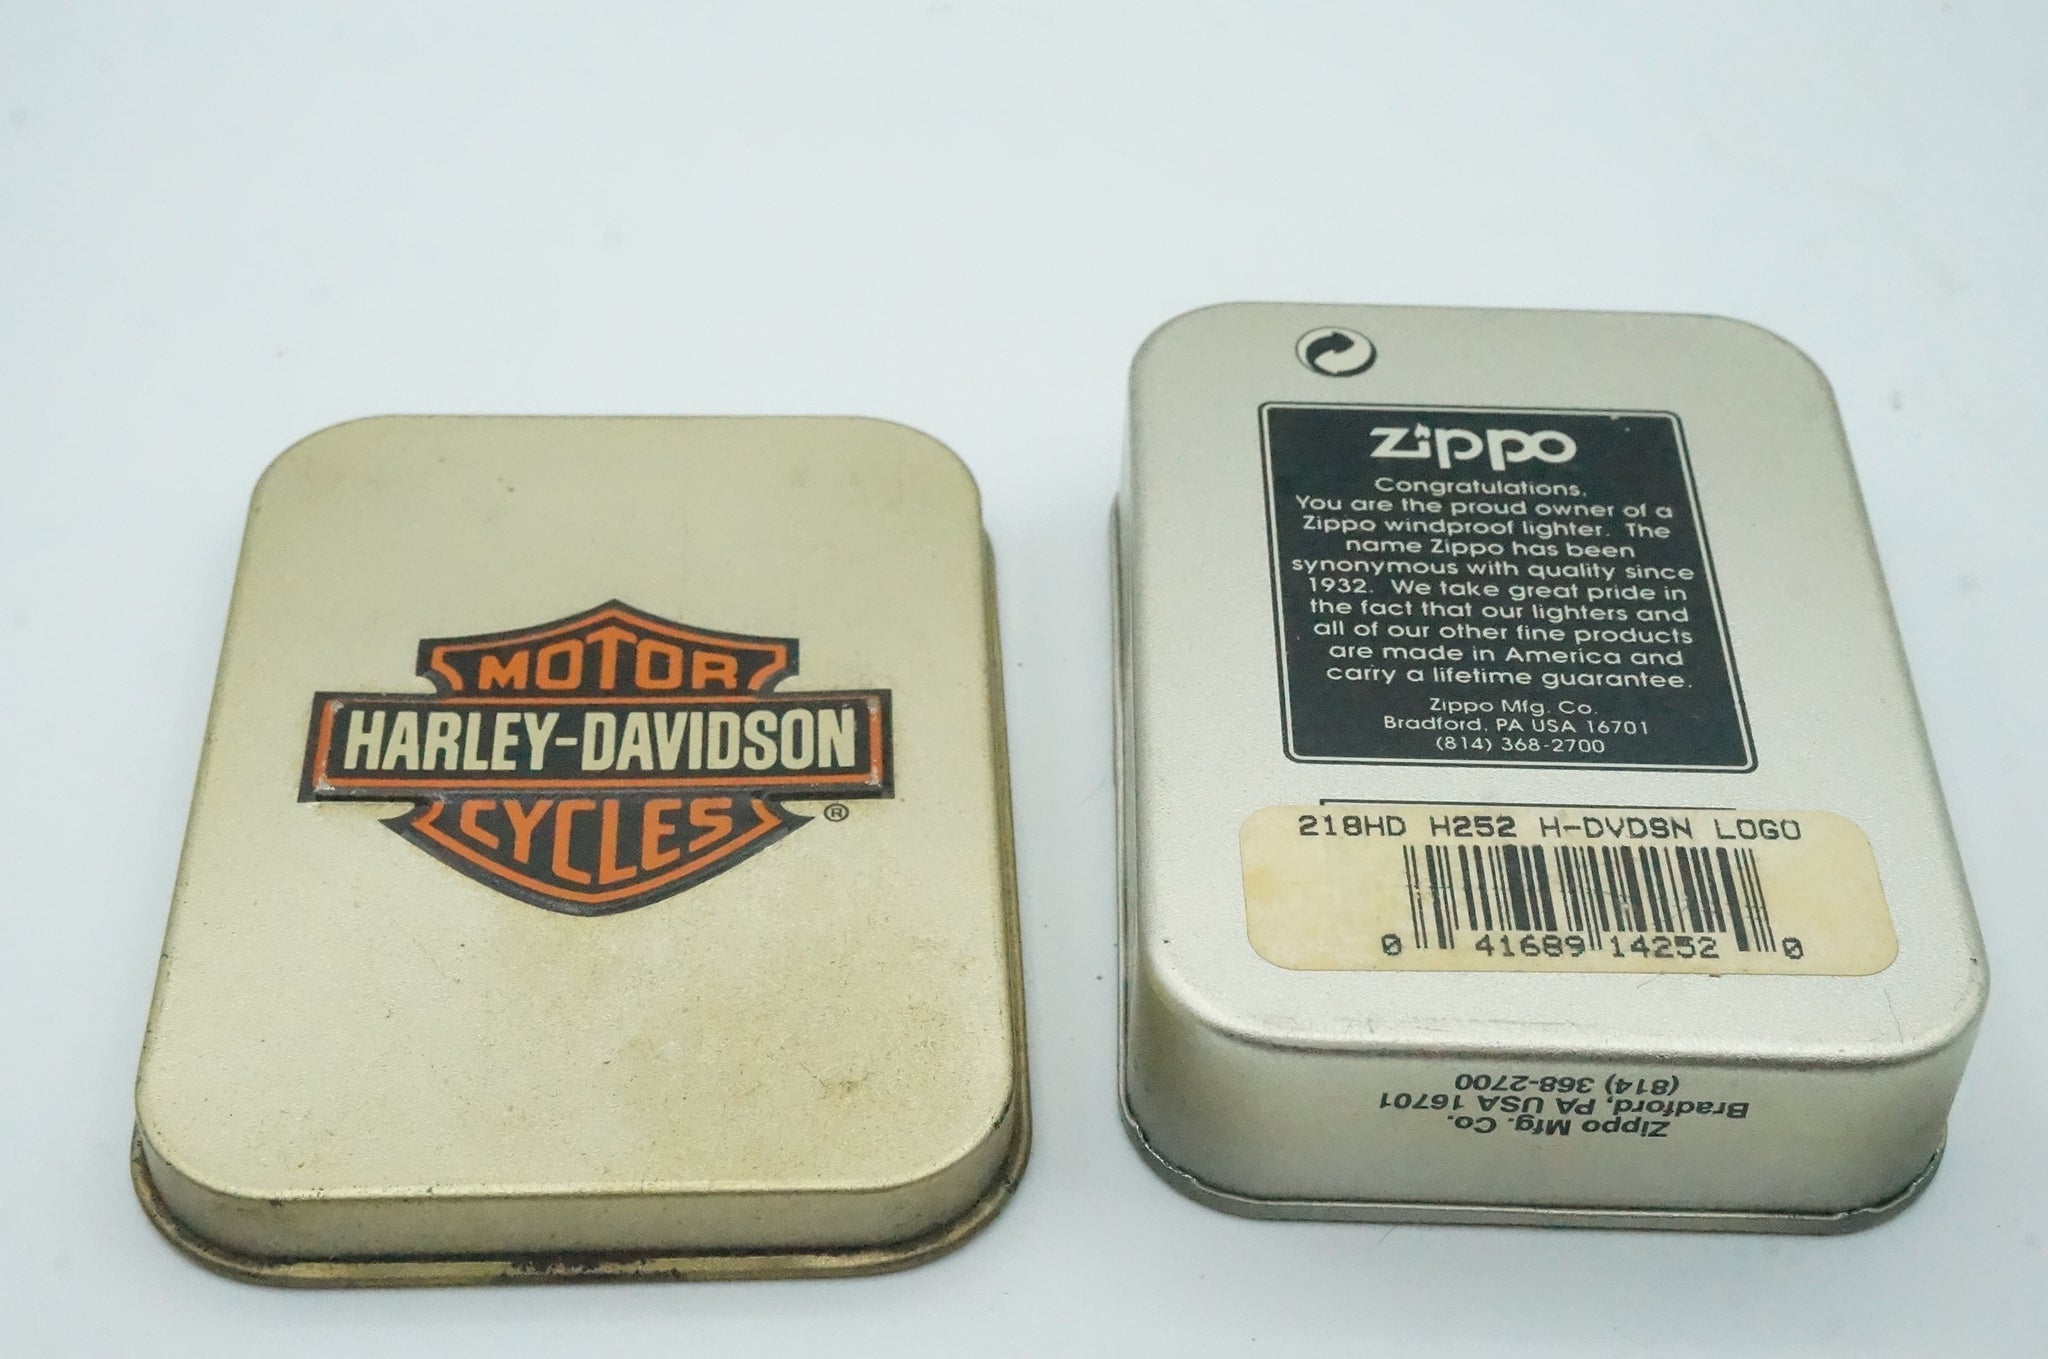 MOTOR
HARLEY-DAVIDSON
CYCLES
®
Zippo
Congratulations.
You are the proud owner of a
Zippo windproof lighter. The
name Zippo has been
synonymous with quality since
1932. We take great pride in
the fact that our lighters and
all of our other fine products
are made in America and
carry a lifetime guarantee.
Zippo Mfg. Co.
Bradford, PA USA 16701
(814) 368-2700
218HD H252 H-DVDSN LOGO
0 41689 14252 0
Zippo Mfg. Co.
Bradford, PA USA 16701
(814) 368-2700